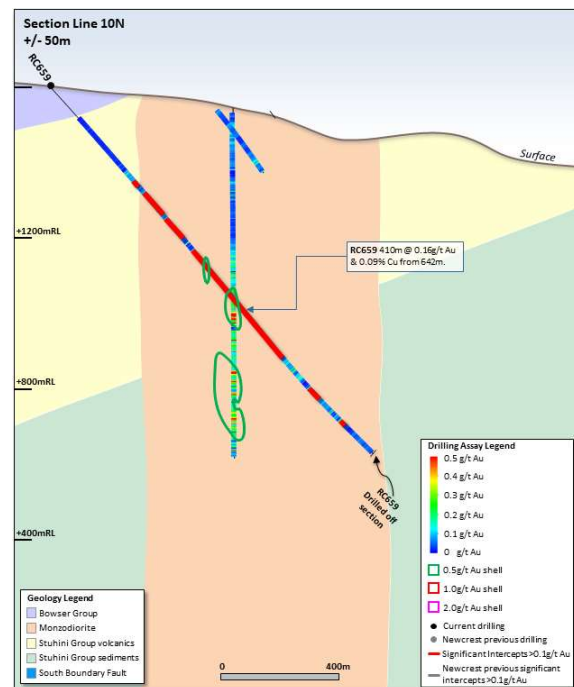 Section Line 10N
+/- 50m
RC659
Surface
+1200mRL
RC659 410m @ 0.16g/t Au
& 0.09% Cu from 642m.
+800mRL
RC659
Drilled off
section
+400mRL
Drilling Assay Legend
0.5 g/t Au
0.4 g/t Au
0.3 g/t Au
0.2 g/t Au
0.1 g/t Au
0 g/t Au
0.5g/t Au shell
1.0g/t Au shell
2.0g/t Au shell
Current drilling
Newcrest previous drilling
Significant Intercepts >0.1g/t Au
Newcrest previous significant
intercepts >0.1g/t Au
Geology Legend
Bowser Group
Monzodiorite
Stuhini Group volcanics
Stuhini Group sediments
South Boundary Fault
0
400m